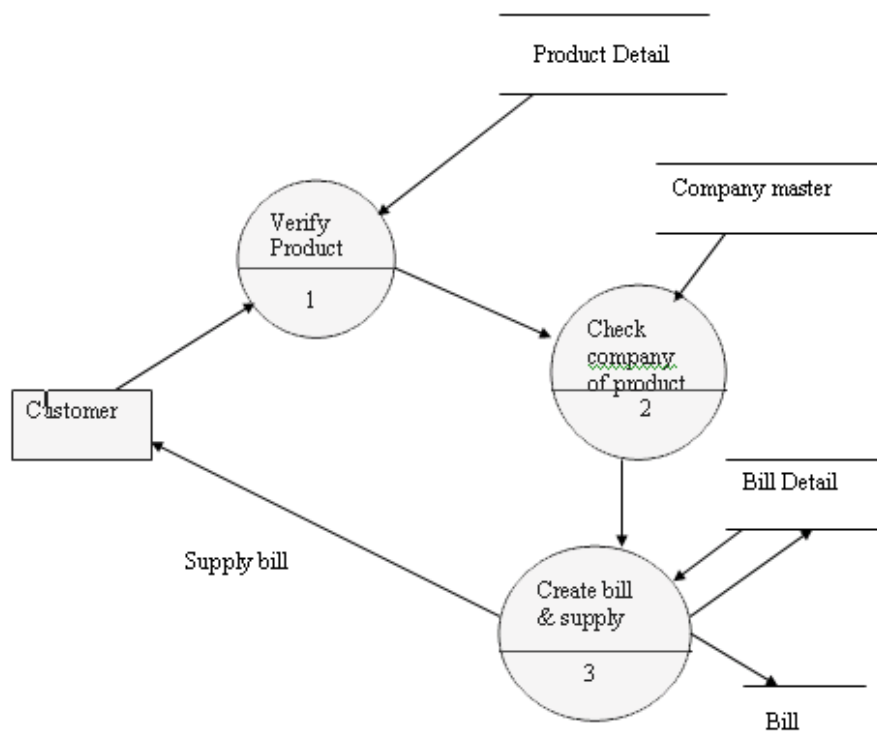 Product Detail
Company master
Verify
Product
1
Check
company
of product
2
Customer
Bill Detail
Supply bill
Create bill
& supply
3
Bill